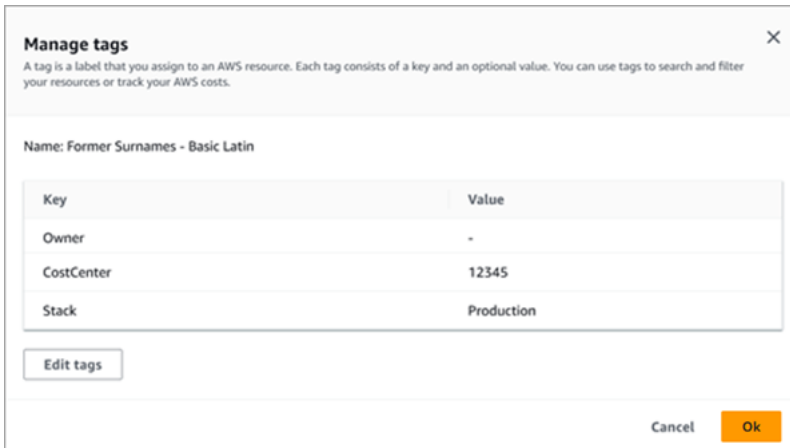 Manage tags
A tag is a label that you assign to an AWS resource. Each tag consists of a key and an optional value. You can use tags to search and filter
your resources or track your AWS costs.
Name: Former Surnames - Basic Latin
Key Value
Owner -
CostCenter 12345
Stack Production
Edit tags
Cancel Ok